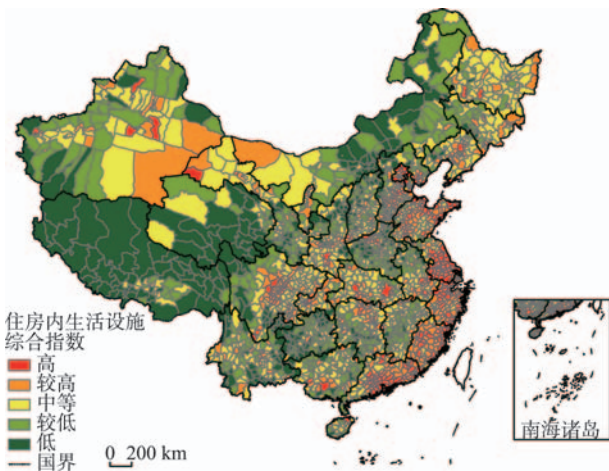 住房内生活设施
综合指数
高
较高
中等
较低
低
国界
0 200 km
南海诸岛